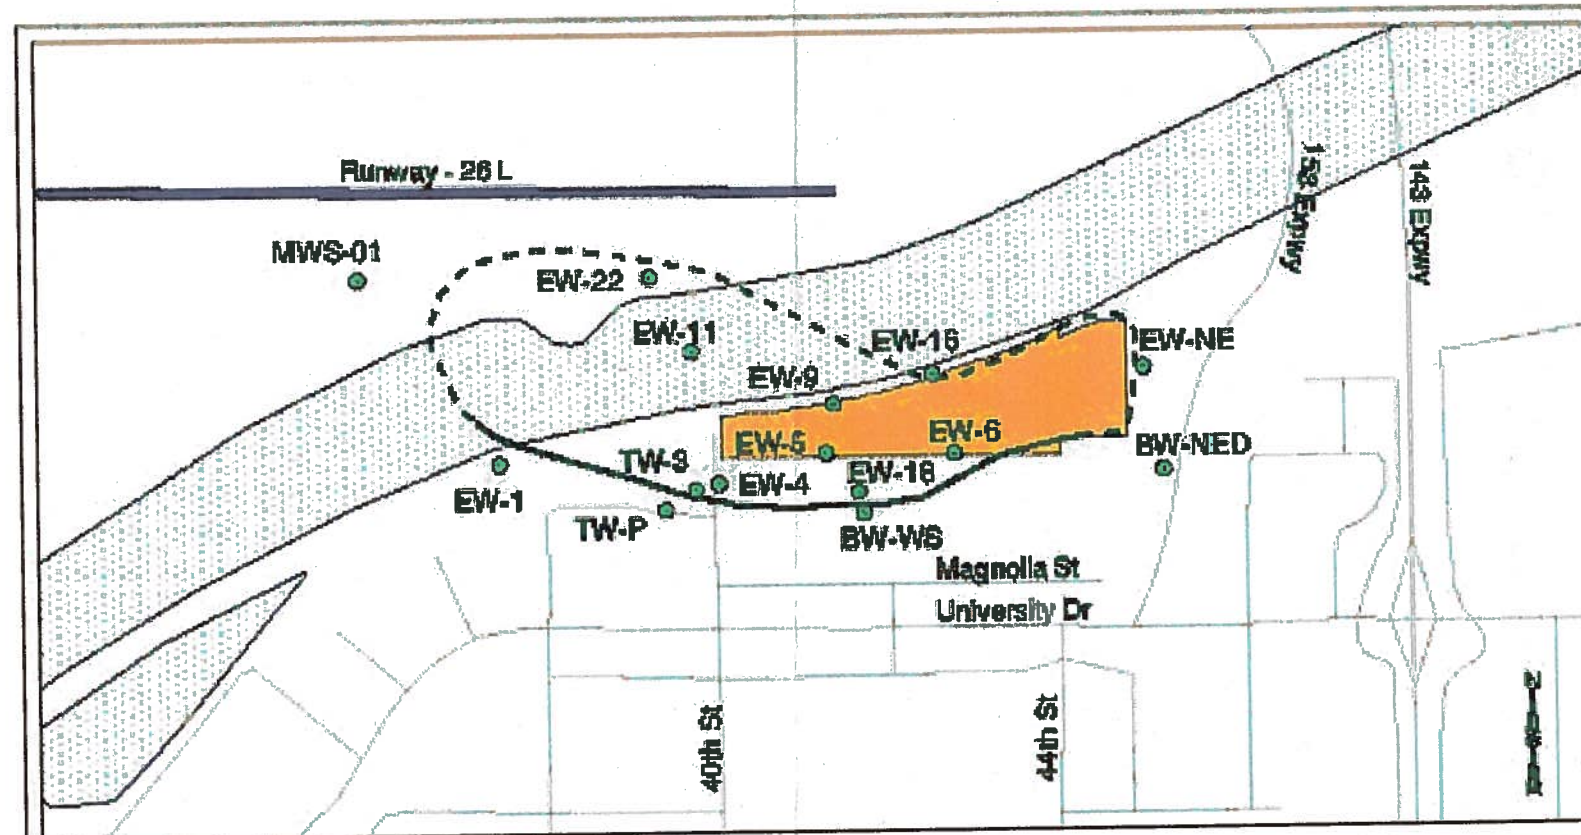 Runway - 26 L
153 Expwy
143 Expwy
MWS-01
EW-22
EW-11
EW-16
EW-NE
EW-9
EW-5
EW-6
BW-NED
TW-3
EW-18
EW-4
EW-1
TW-P
BW-WS
Magnolia St
University Dr
40th St
44th St